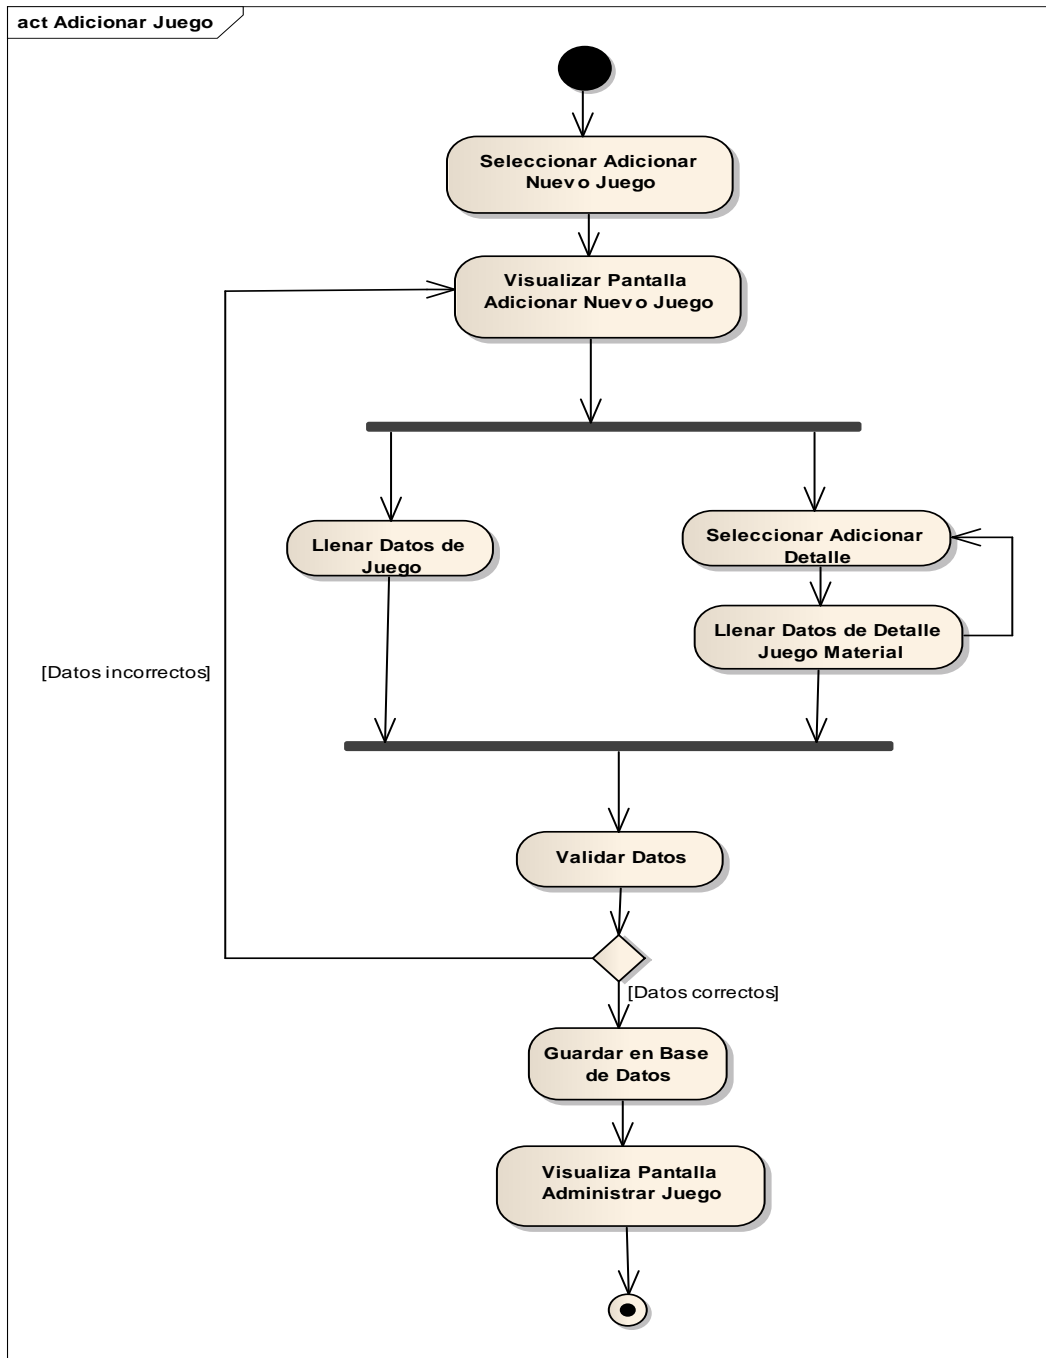 act Adicionar Juego
Seleccionar Adicionar
Nuevo Juego
Visualizar Pantalla
Adicionar Nuevo Juego
Llenar Datos de
Juego
Seleccionar Adicionar
Detalle
Llenar Datos de Detalle
Juego Material
[Datos incorrectos]
Validar Datos
[Datos correctos]
Guardar en Base
de Datos
Visualiza Pantalla
Administrar Juego